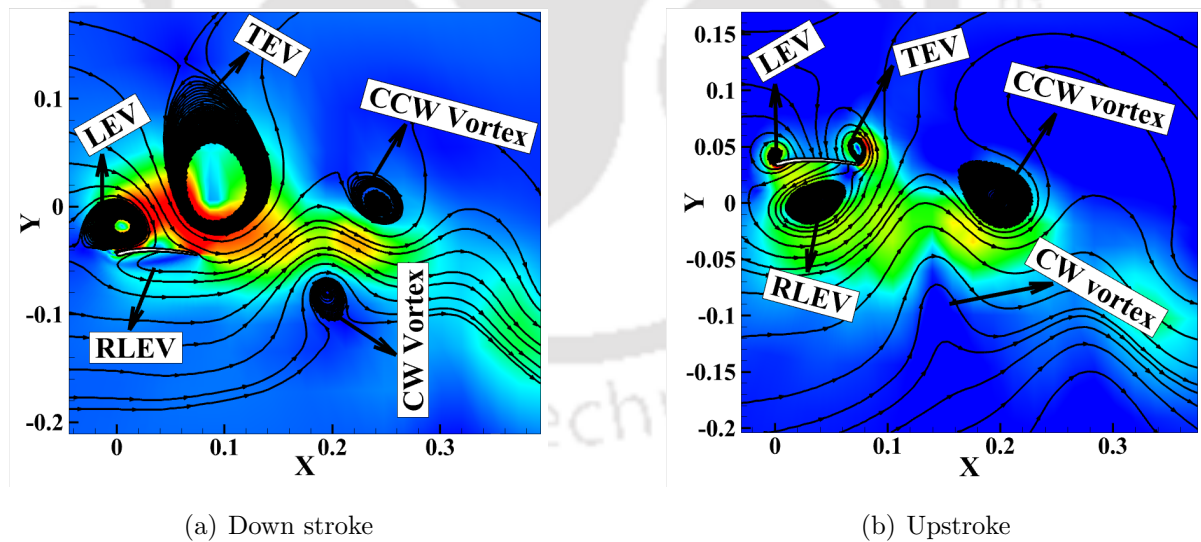 TEV
LEV
CCW Vortex
RLEV
CW Vortex
0.1
0
-0.1
-0.2
Y
0
0.1
0.2
0.3
X
LEV
TEV
CCW vortex
RLEV
CW vortex
0.15
0.1
0.05
0
-0.05
-0.1
-0.15
-0.2
Y
0
0.1
0.2
0.3
X
echn
(a) Down stroke
(b) Upstroke